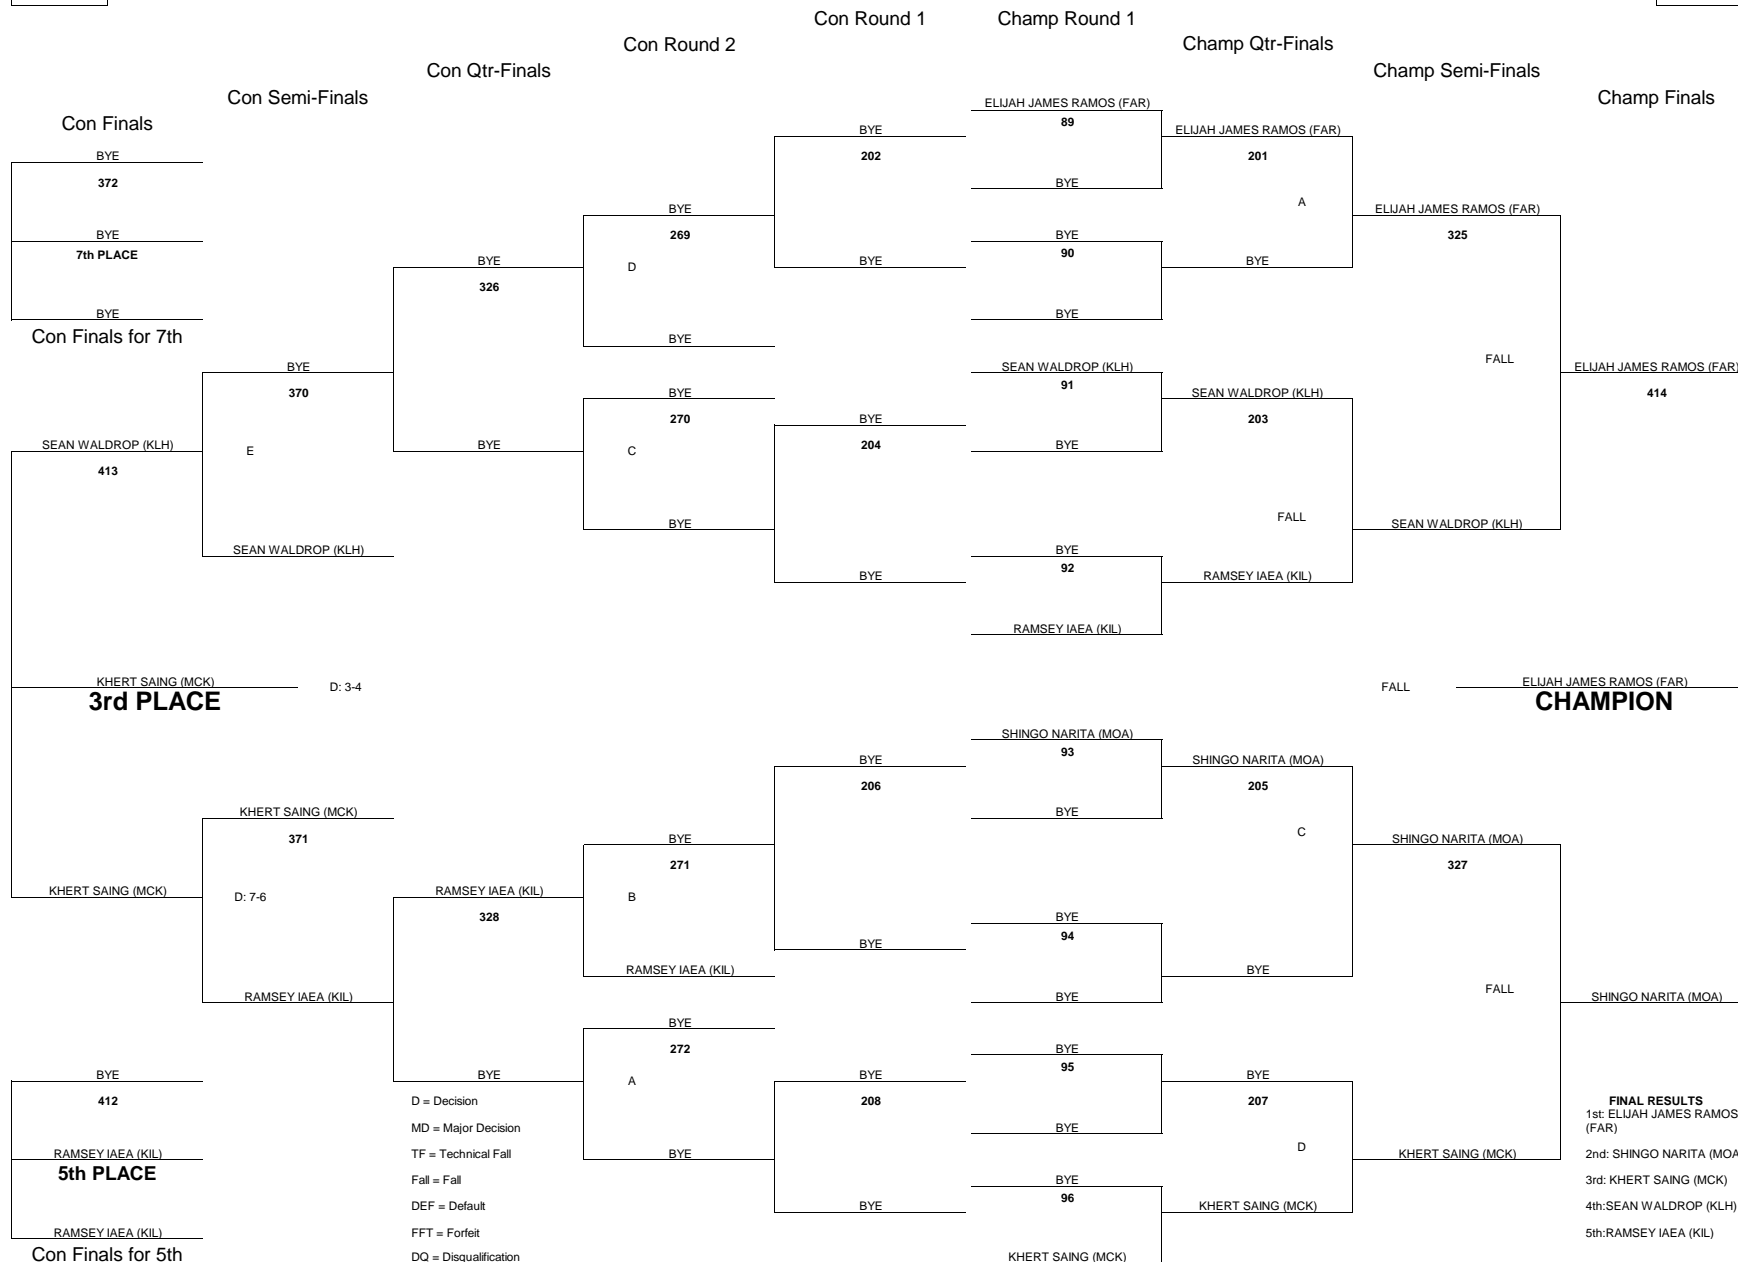 Con Round 1
Champ Round 1
Con Round 2
Champ Qtr-Finals
Con Qtr-Finals
Champ Semi-Finals
Con Semi-Finals
Champ Finals
Con Finals
BYE
372
BYE
7th PLACE
BYE
Con Finals for 7th
SEAN WALDROP (KLH)
413
KHERT SAING (MCK)
3rd PLACE
D: 3-4
KHERT SAING (MCK)
BYE
412
RAMSEY IAEA (KIL)
5th PLACE
RAMSEY IAEA (KIL)
Con Finals for 5th
BYE
370
E
SEAN WALDROP (KLH)
KHERT SAING (MCK)
371
D: 7-6
RAMSEY IAEA (KIL)
BYE
326
BYE
RAMSEY IAEA (KIL)
328
BYE
D = Decision
MD = Major Decision
TF = Technical Fall
Fall = Fall
DEF = Default
FFT = Forfeit
DQ = Disqualification
BYE
269
D
BYE
BYE
270
C
BYE
BYE
271
B
RAMSEY IAEA (KIL)
BYE
272
A
BYE
BYE
202
BYE
BYE
204
BYE
BYE
206
BYE
BYE
208
BYE
ELIJAH JAMES RAMOS (FAR)
89
BYE
BYE
90
BYE
SEAN WALDROP (KLH)
91
BYE
BYE
92
RAMSEY IAEA (KIL)
SHINGO NARITA (MOA)
93
BYE
BYE
94
BYE
BYE
95
BYE
BYE
96
KHERT SAING (MCK)
ELIJAH JAMES RAMOS (FAR)
201
A
BYE
SEAN WALDROP (KLH)
203
FALL
RAMSEY IAEA (KIL)
SHINGO NARITA (MOA)
205
C
BYE
BYE
207
D
KHERT SAING (MCK)
ELIJAH JAMES RAMOS (FAR)
325
FALL
SEAN WALDROP (KLH)
SHINGO NARITA (MOA)
327
FALL
KHERT SAING (MCK)
ELIJAH JAMES RAMOS (FAR)
414
FALL
ELIJAH JAMES RAMOS (FAR)
CHAMPION
SHINGO NARITA (MOA)
FINAL RESULTS
1st: ELIJAH JAMES RAMOS
(FAR)
2nd: SHINGO NARITA (MOA
3rd: KHERT SAING (MCK)
4th:SEAN WALDROP (KLH)
5th:RAMSEY IAEA (KIL)